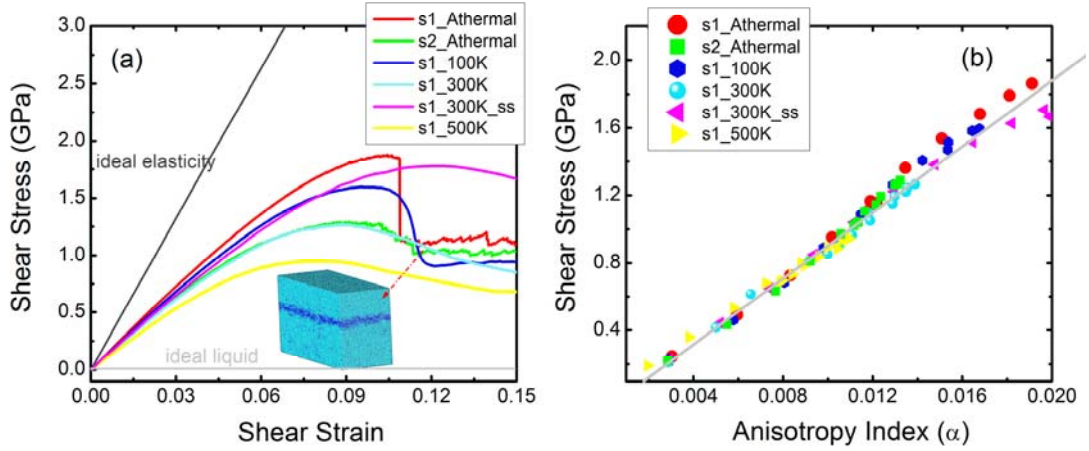 (a)
s1_Athermal
s2_Athermal
s1_100K
s1_300K
s1_300K_ss
s1_500K
ideal elasticity
ideal liquid
3.0
2.5
2.0
1.5
1.0
0.5
0.0
Shear Stress (GPa)
0.00 0.03 0.06 0.09 0.12 0.15
Shear Strain
s1_Athermal
s2_Athermal
s1_100K
s1_300K
s1_300K_ss
s1_500K
(b)
2.0
1.6
1.2
0.8
0.4
Shear Stress (GPa)
0.004 0.008 0.012 0.016 0.020
Anisotropy Index (α)